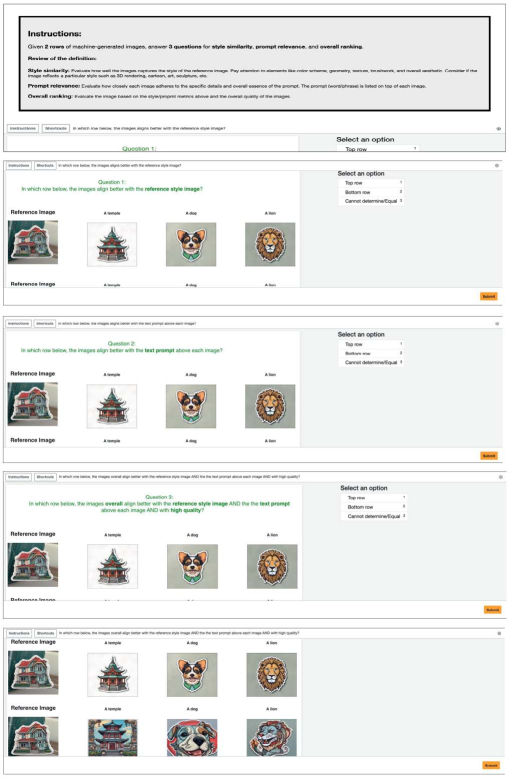 Instructions:
Given 2 rows of machine-generated images, answer 3 questions for style similarity, prompt relevance, and overall ranking.
Review of the definition:
Style similarity: Evaluate how well the images captures the style of the reference image. Pay attention to elements like color scheme, geometry, texture, brushwork, and overall aesthetic. Consider if the
image reflects a particular style such as 3D rendering, cartoon, art, sculpture, etc.
Prompt relevance: Evaluate how closely each image adheres to the specific details and overall essence of the prompt. The prompt (word/phrase) is listed on top of each image.
Overall ranking: Evaluate the image based on the style/prompt metrics above and the overall quality of the images
Instructions Shortcuts In which row below, the images aligns better with the reference style image?
Question 1:
Select an option
Top row 1
Instructions Shortcuts In which row below, the images aligns better with the reference style image?
Question 1:
In which row below, the images align better with the reference style image?
Select an option
Top row 1
Bottom row 2
Cannot determine/Equal 3
Reference Image A temple A dog A lion
Reference Image A temple A dog A lion
Submit
Instructions Shortcuts In which row below, the images aligns better with the text prompt above each image?
Question 2:
In which row below, the images align better with the text prompt above each image?
Select an option
Top row 1
Bottom row 2
Cannot determine/Equal 3
Reference Image A temple A dog A lion
Reference Image A temple A dog A lion
Submit
Instructions Shortcuts In which row below, the images overall align better with the reference style image AND the the text prompt above each image AND with high quality?
Question 3:
In which row below, the images overall align better with the reference style image AND the the text prompt
above each image AND with high quality?
Select an option
Top row 1
Bottom row 2
Cannot determine/Equal 3
Reference Image A temple A dog A lion
Reference Image A temple A dog A lion
Submit
Instructions Shortcuts In which row below, the images overall align better with the reference style image AND the the text prompt above each image AND with high quality?
Reference Image A temple A dog A lion
Reference Image A temple A dog A lion
Submit